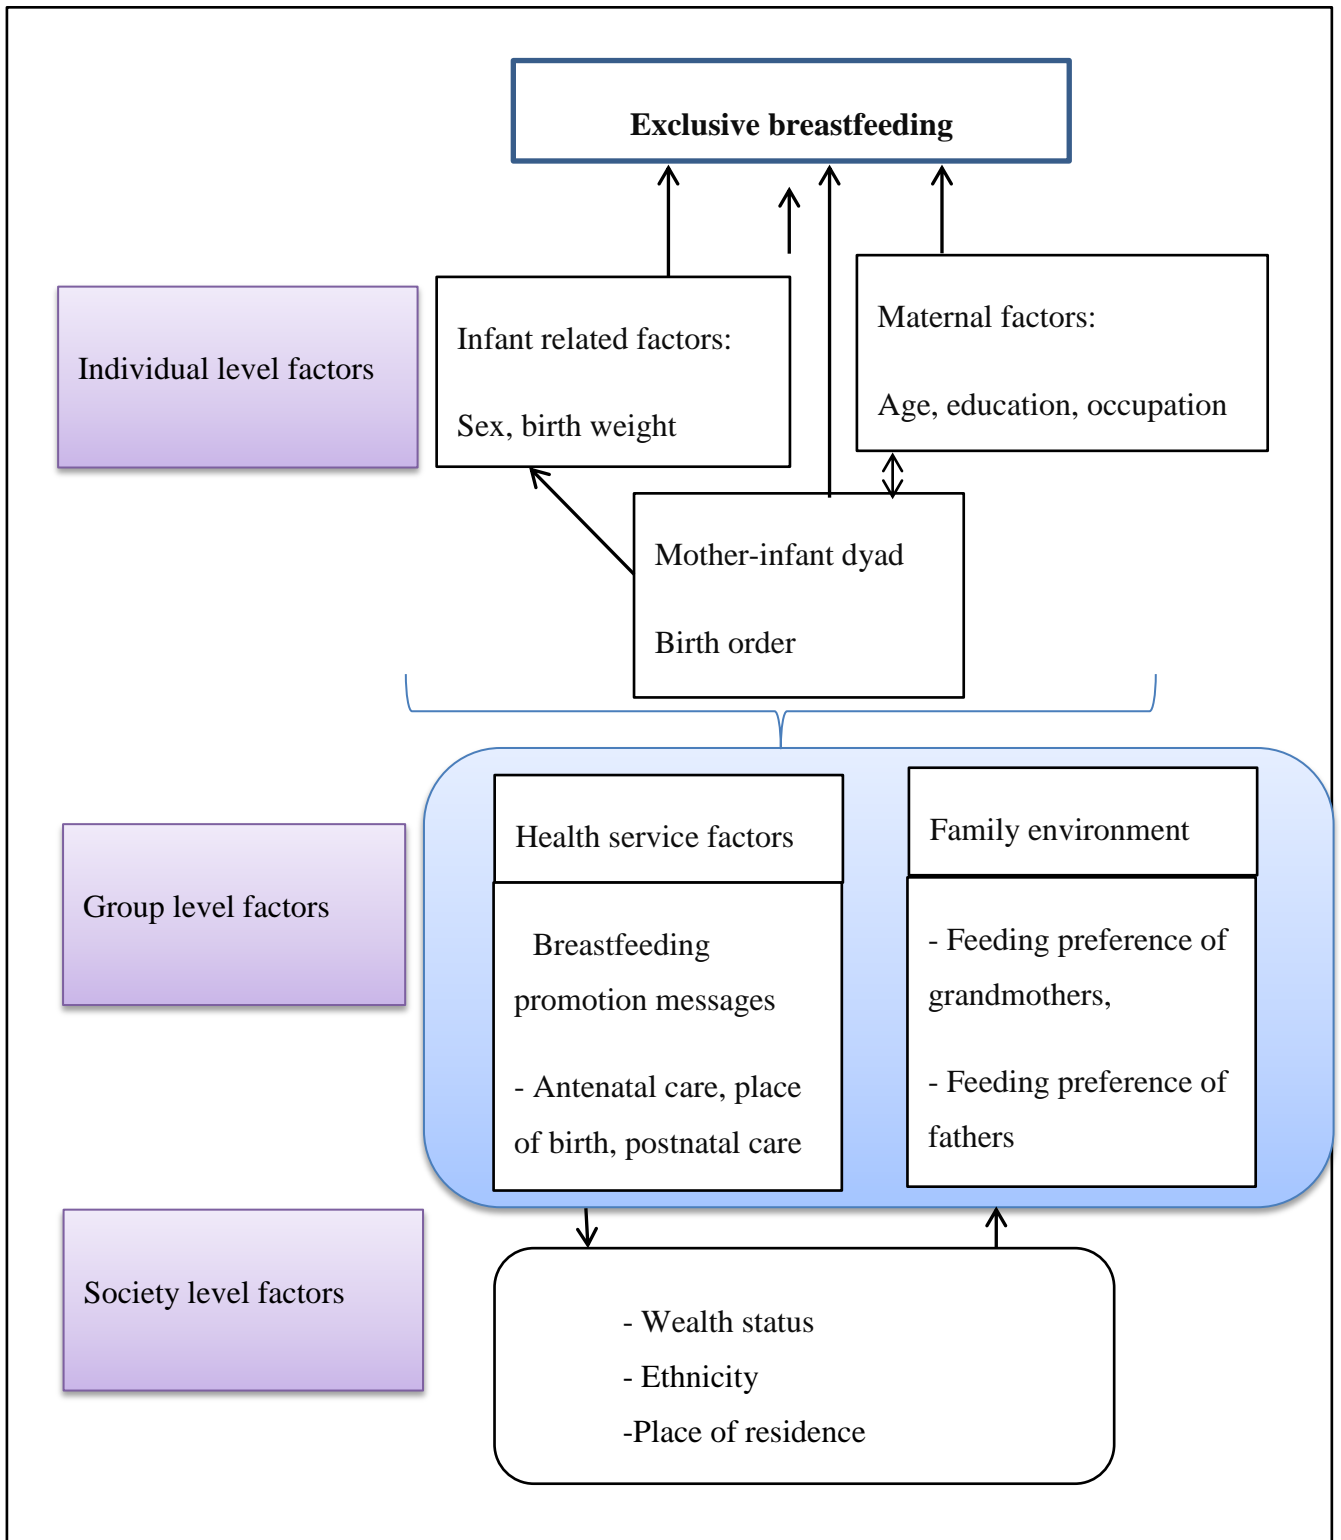 Exclusive breastfeeding
Individual level factors
Infant related factors:
Sex, birth weight
Maternal factors:
Age, education, occupation
Mother-infant dyad
Birth order
Group level factors
Health service factors
Breastfeeding
promotion messages
- Antenatal care, place
of birth, postnatal care
Family environment
- Feeding preference of
grandmothers,
- Feeding preference of
fathers
Society level factors
- Wealth status
- Ethnicity
-Place of residence